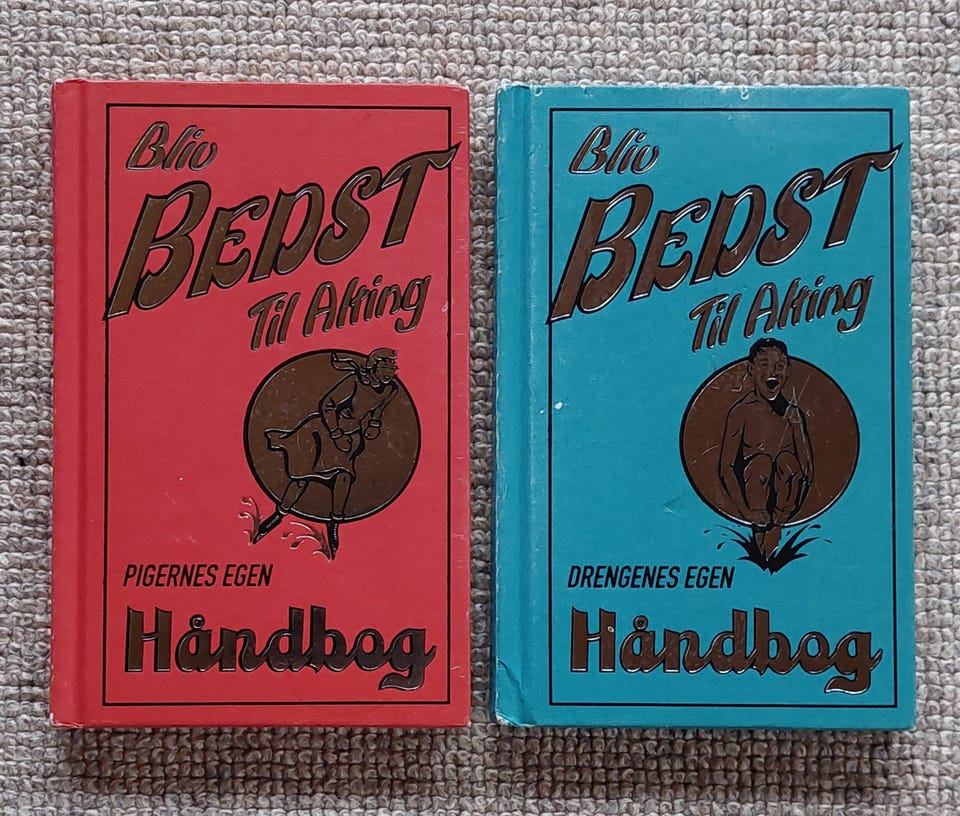 Bliv
BEDST
Til Alting
PIGERNES EGEN
Håndbog
Bliv
BEDST
Til Alting
DRENGENES EGEN
Håndbog